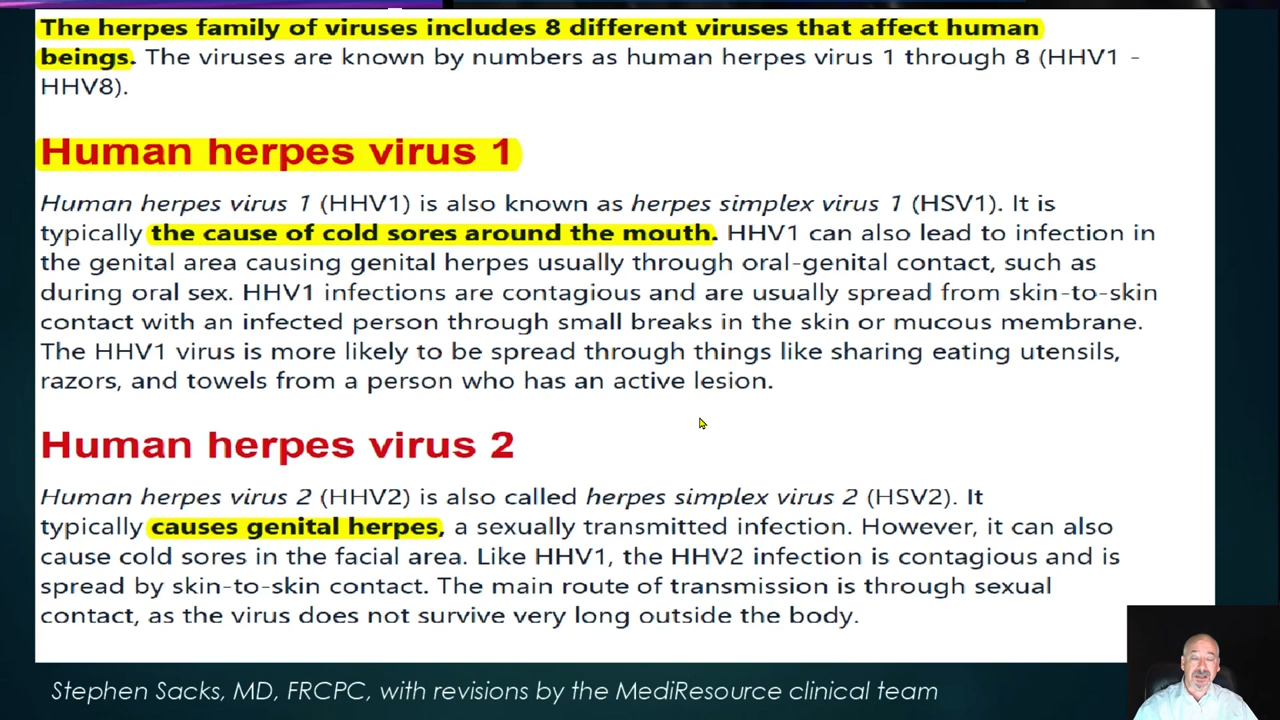 The herpes family of viruses includes 8 different viruses that affect human
beings. The viruses are known by numbers as human herpes virus 1 through 8 (HHV1 -
HHV8).
Human herpes virus 1
Human herpes virus 1 (HHV1) is also known as herpes simplex virus 1 (HSV1). It is
typically the cause of cold sores around the mouth. HHV1 can also lead to infection in
the genital area causing genital herpes usually through oral-genital contact, such as
during oral sex. HHV1 infections are contagious and are usually spread from skin-to-skin
contact with an infected person through small breaks in the skin or mucous membrane.
The HHV1 virus is more likely to be spread through things like sharing eating utensils,
razors, and towels from a person who has an active lesion.
Human herpes virus 2
Human herpes virus 2 (HHV2) is also called herpes simplex virus 2 (HSV2). It
typically causes genital herpes, a sexually transmitted infection. However, it can also
cause cold sores in the facial area. Like HHV1, the HHV2 infection is contagious and is
spread by skin-to-skin contact. The main route of transmission is through sexual
contact, as the virus does not survive very long outside the body.
Stephen Sacks, MD, FRCPC, with revisions by the MediResource clinical team